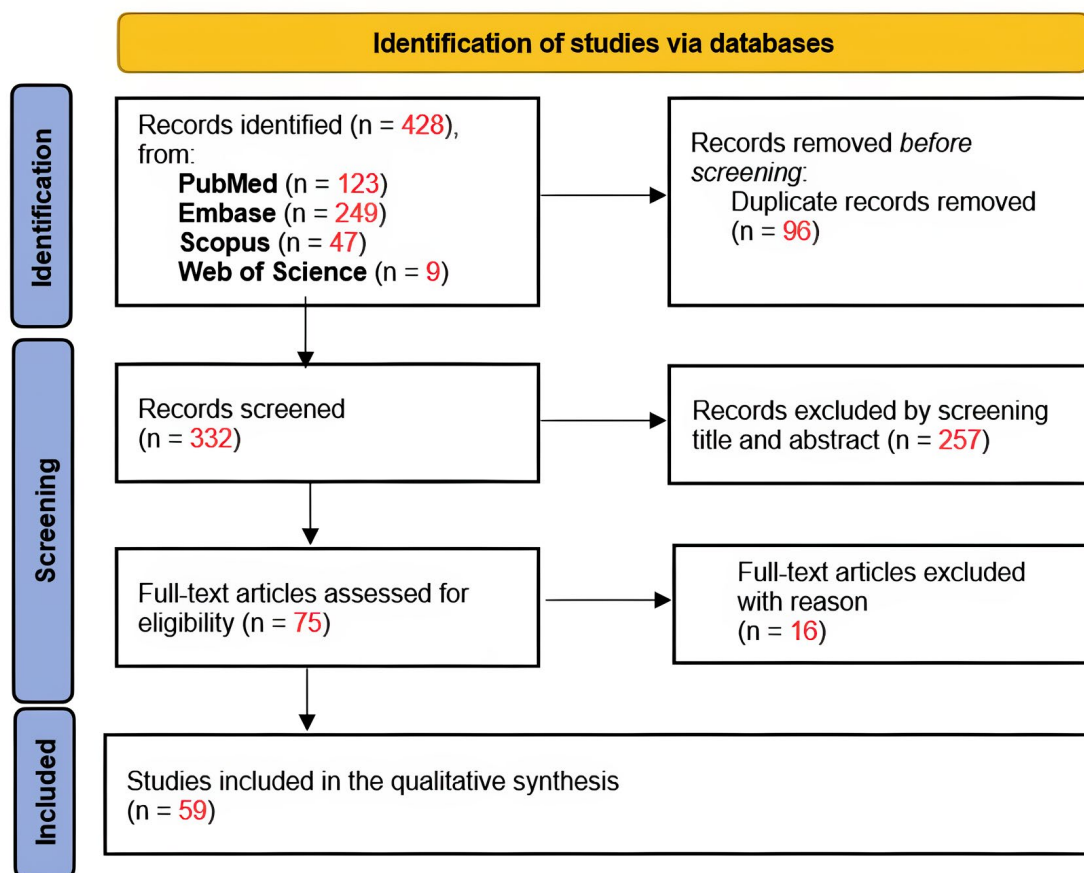 Identification of studies via databases
Identification
Records identified (n = 428),
from:
PubMed (n = 123)
Embase (n = 249)
Scopus (n = 47)
Web of Science (n = 9)
Records removed before
screening:
Duplicate records removed
(n = 96)
Screening
Records screened
(n = 332)
Records excluded by screening
title and abstract (n = 257)
Full-text articles assessed for
eligibility (n = 75)
Full-text articles excluded
with reason
(n = 16)
Included
Studies included in the qualitative synthesis
(n = 59)